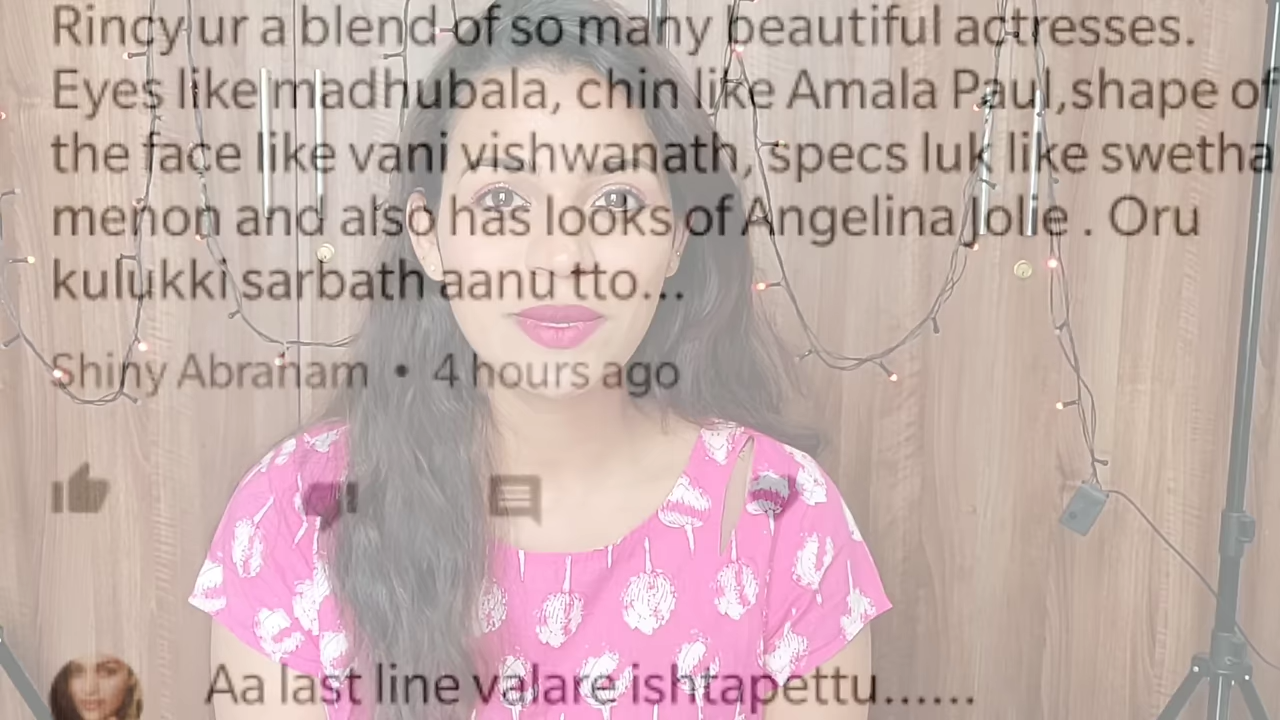 Rincy ur a blend of so many beautiful actresses.
Eyes like madhubala, chin like Amala Paul,shape of
the face like vani vishwanath, specs luk like swetha
menon and also has looks of Angelina Jolie . Oru
kulukki sarbath aanu tto...
Shiny Abraham • 4 hours ago
Aa last line valare ishtapettu......